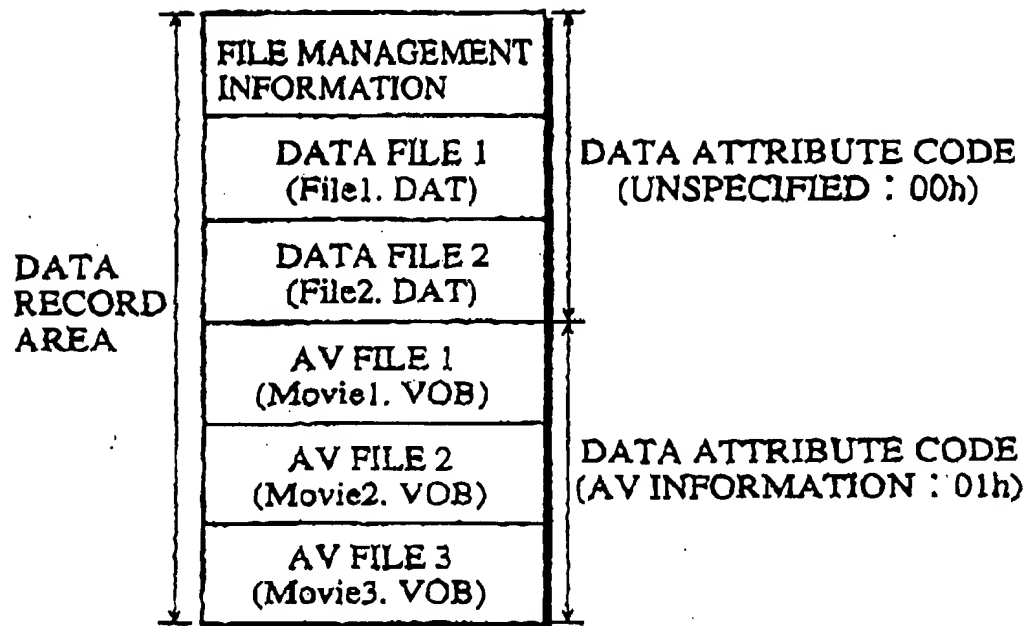 FILE MANAGEMENT
INFORMATION
DATA FILE 1
(File1. DAT)
DATA FILE 2
(File2. DAT)
AV FILE 1
(Movie1. VOB)
AV FILE 2
(Movie2. VOB)
AV FILE 3
(Movie3. VOB)
DATA
RECORD
AREA
DATA ATTRIBUTE CODE
(UNSPECIFIED : 00h)
DATA ATTRIBUTE CODE
(AV INFORMATION : 01h)